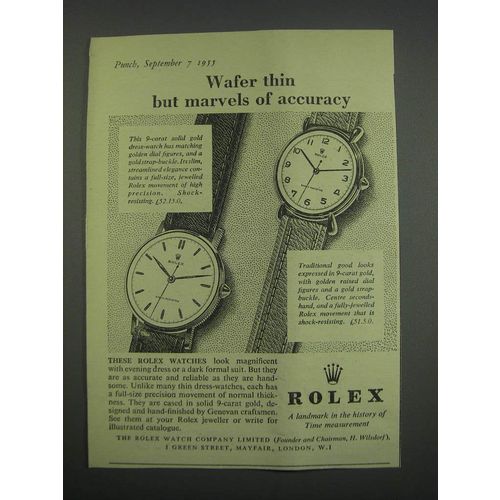 Punch, September 7 1955
Wafer thin
but marvels of accuracy
This 9-carat solid gold
dress-watch has matching
golden dial figures, and a
gold strap-buckle. Its slim,
streamlined elegance con-
tains a full-size, jewelled
Rolex movement of high
precision. Shock-
resisting. £52.15.0.
ROLEX
ROLEX
Traditional good looks
expressed in 9-carat gold,
with golden raised dial
figures and a gold strap-
buckle. Centre seconds-
hand, and a fully-jewelled
Rolex movement that is
shock-resisting. £51.5.0.
THESE ROLEX WATCHES look magnificent
with evening dress or a dark formal suit. But they
are as accurate and reliable as they are hand-
some. Unlike many thin dress-watches, each has
a full-size precision movement of normal thick-
ness. They are cased in solid 9-carat gold, de-
signed and hand-finished by Genevan craftsmen.
See them at your Rolex jeweller or write for
illustrated catalogue.
ROLEX
A landmark in the history of
Time measurement
THE ROLEX WATCH COMPANY LIMITED (Founder and Chairman, H. Wilsdorf),
1 GREEN STREET, MAYFAIR, LONDON, W.1